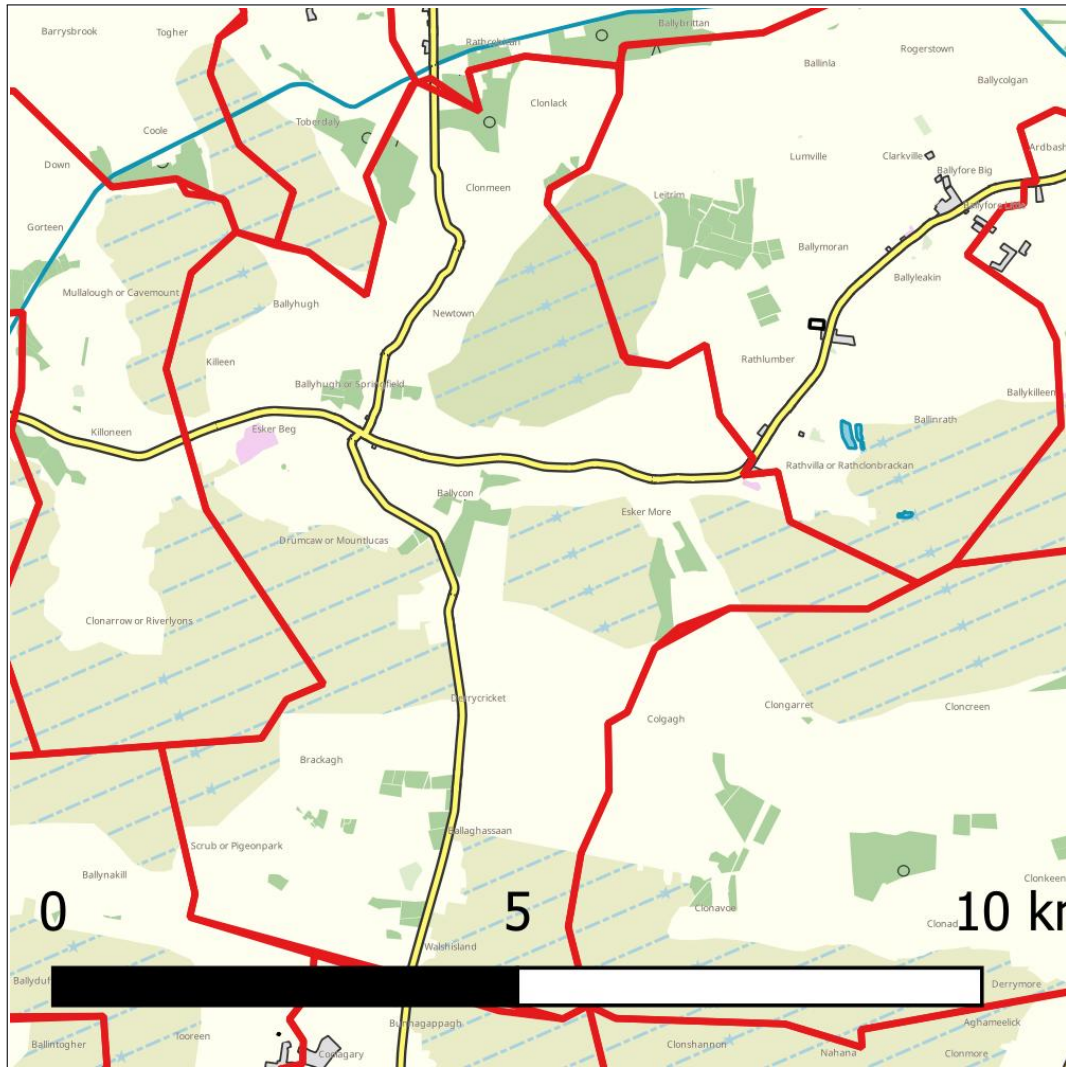 Barrysbrook
Togher
Ballybrittan
Rogerstown
Ballinla
Ballycolgan
Clonlack
Toberdaly
Coole
Down
Lumville
Clarkville
Ballyfore Big
Clonmeen
Leitrim
Gorteen
Ballymoran
Ballyleakin
Mullalough or Cavemount
Ballyhugh
Newtown
Killeen
Rathlumber
Ballyhugh or Springfield
Ballykilleen
Killoneen
Esker Beg
Ballinrath
Rathvilla or Rathclonbrackan
Ballycon
Esker More
Drumcaw or Mountlucas
Clonarrow or Riverlyons
Derrycricket
Clongarret
Cloncreen
Colgagh
Brackagh
Ballaghassaan
Scrub or Pigeonpark
Ballynakill
Clonkeen
Clonavoe
Clonad
0
5
10 km
Walshisland
Derrymore
Bunnagappagh
Aghameelick
Tooreen
Ballintogher
Clonshannon
Nahana
Clonmore